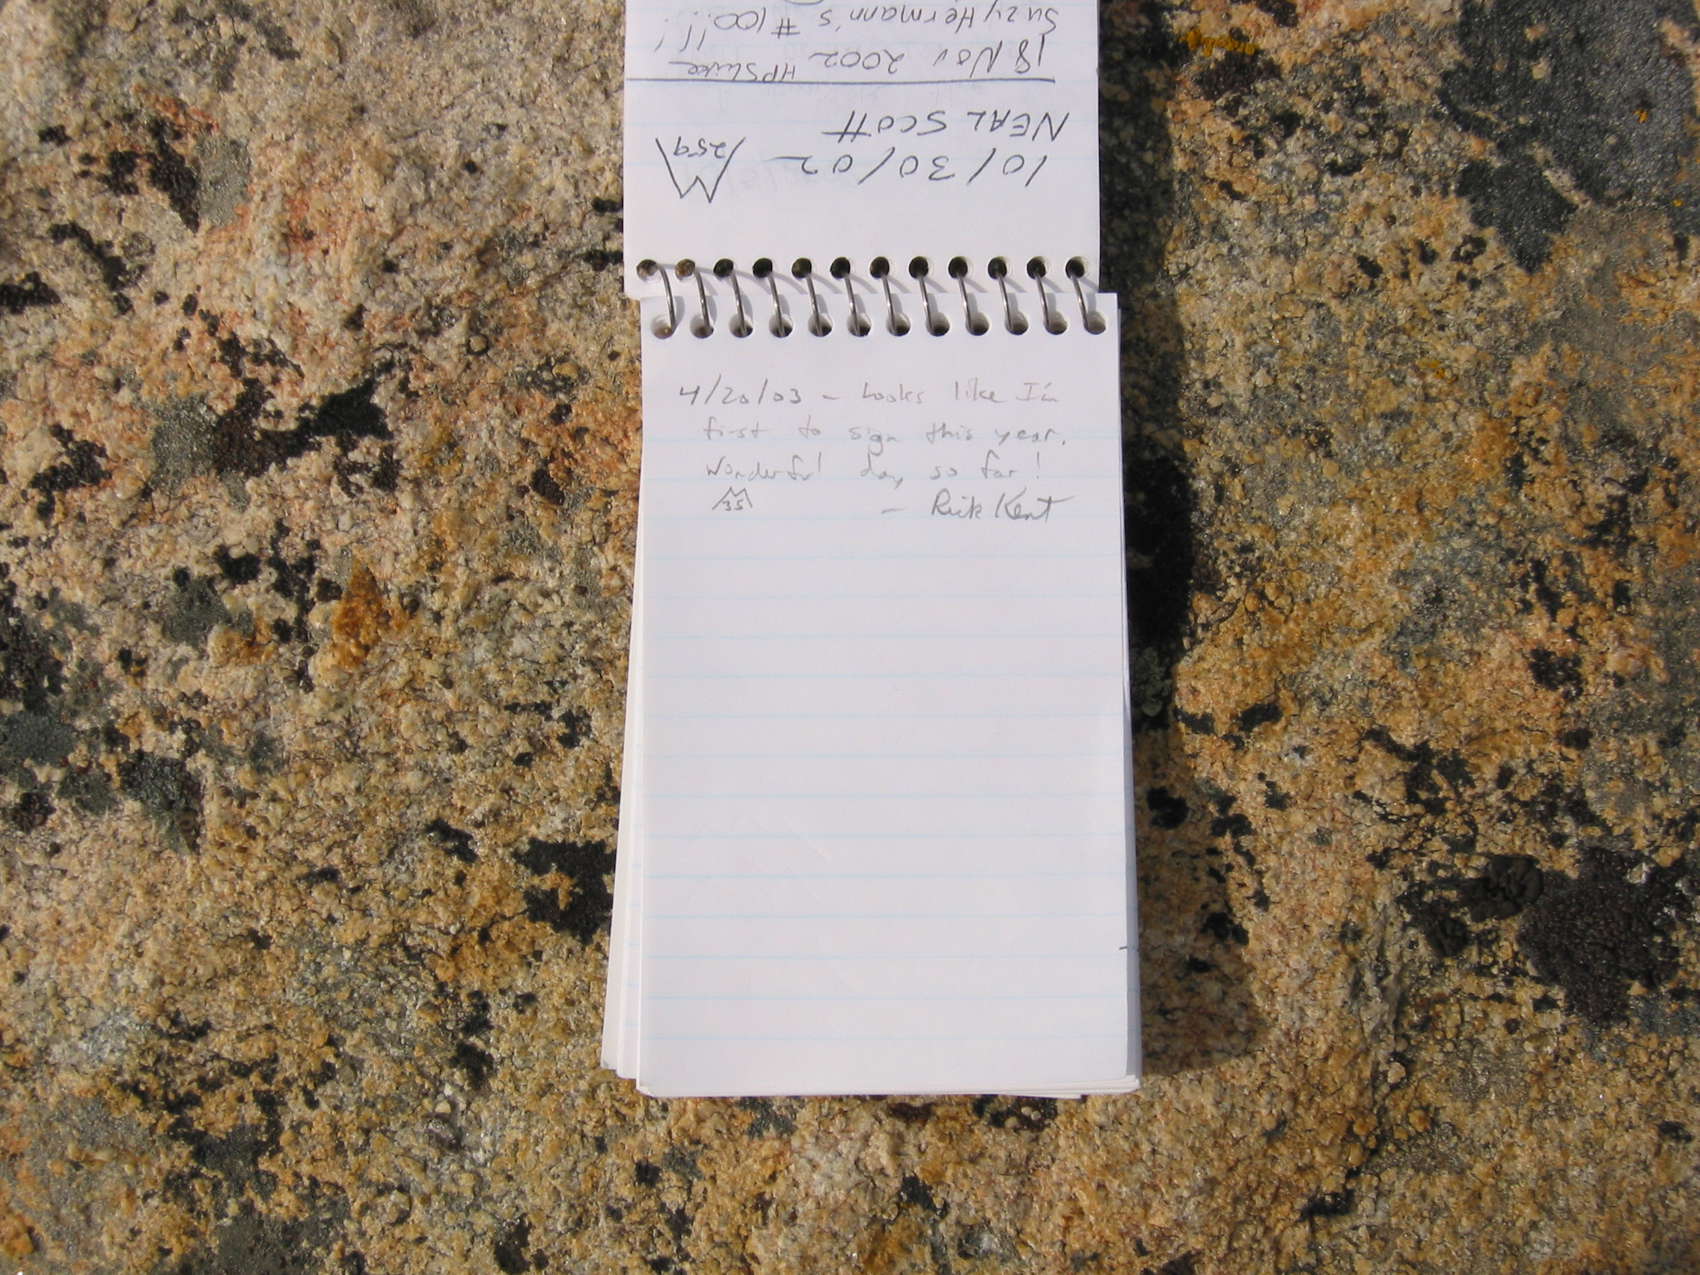 10/30/02
NEAL SCOTT
259
18 Nov 2002 HPS hike
Suzy Hermann's #100!!!
4/20/03 - Looks like I'm
first to sign this year.
Wonderful day so far!
35 - Rick Kent